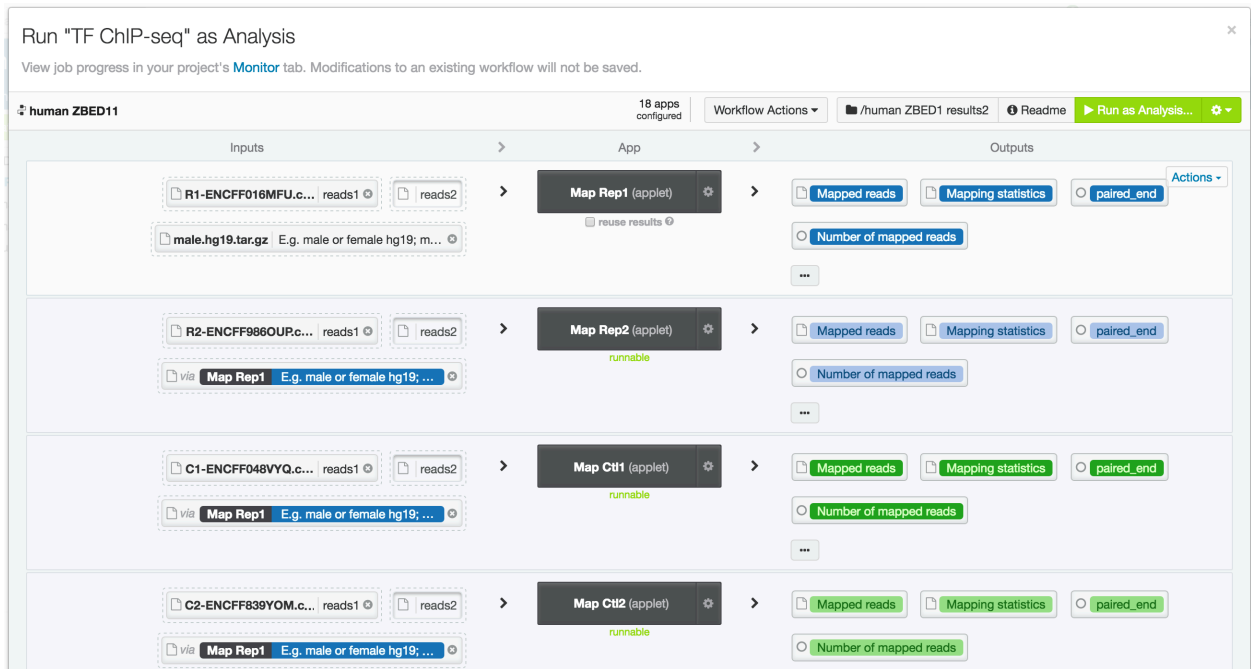 Run "TF ChIP-seq" as Analysis
×
View job progress in your project's Monitor tab. Modifications to an existing workflow will not be saved.
human ZBED11
18 apps
configured
Workflow Actions
/human ZBED1 results2
Readme
Run as Analysis...
Inputs
App
Outputs
Actions
R1-ENCFF016MFU.c... reads1
reads2
Map Rep1 (applet)
Mapped reads
Mapping statistics
paired_end
reuse results
male.hg19.tar.gz E.g. male or female hg19; m...
Number of mapped reads
...
R2-ENCFF986OUP.c... reads1
reads2
Map Rep2 (applet)
Mapped reads
Mapping statistics
paired_end
runnable
via Map Rep1 E.g. male or female hg19; ...
Number of mapped reads
...
C1-ENCFF048VYQ.c... reads1
reads2
Map Ctl1 (applet)
Mapped reads
Mapping statistics
paired_end
runnable
via Map Rep1 E.g. male or female hg19; ...
Number of mapped reads
...
C2-ENCFF839YOM.c... reads1
reads2
Map Ctl2 (applet)
Mapped reads
Mapping statistics
paired_end
runnable
via Map Rep1 E.g. male or female hg19; ...
Number of mapped reads